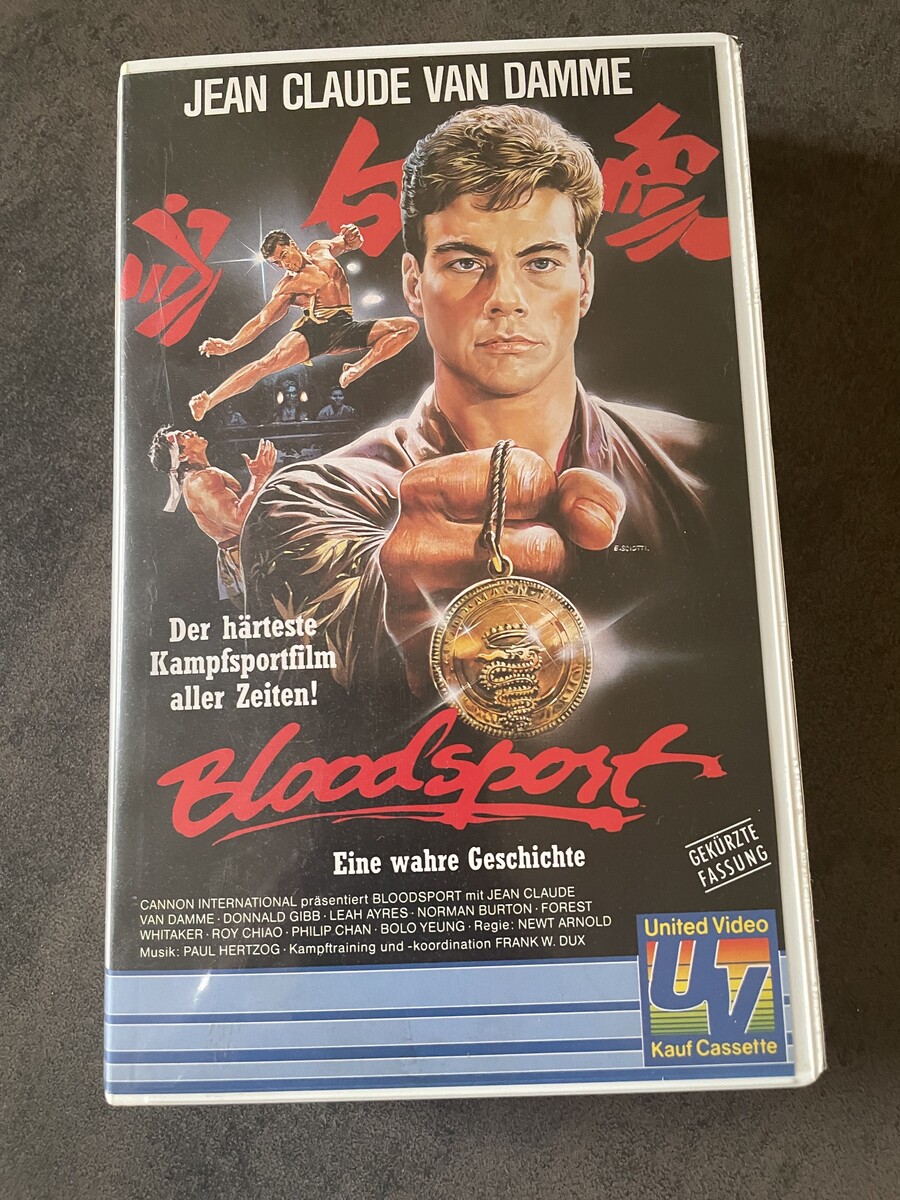 JEAN CLAUDE VAN DAMME
E.SCIOTTI.
Der härteste
Kampfsportfilm
aller Zeiten!
Bloodsport
Eine wahre Geschichte
GEKÜRZTE
FASSUNG
CANNON INTERNATIONAL präsentiert BLOODSPORT mit JEAN CLAUDE
VAN DAMME · DONNALD GIBB · LEAH AYRES · NORMAN BURTON · FOREST
WHITAKER · ROY CHIAO · PHILIP CHAN · BOLO YEUNG · Regie: NEWT ARNOLD
Musik: PAUL HERTZOG · Kampftraining und -koordination FRANK W. DUX
United Video
UV
Kauf Cassette